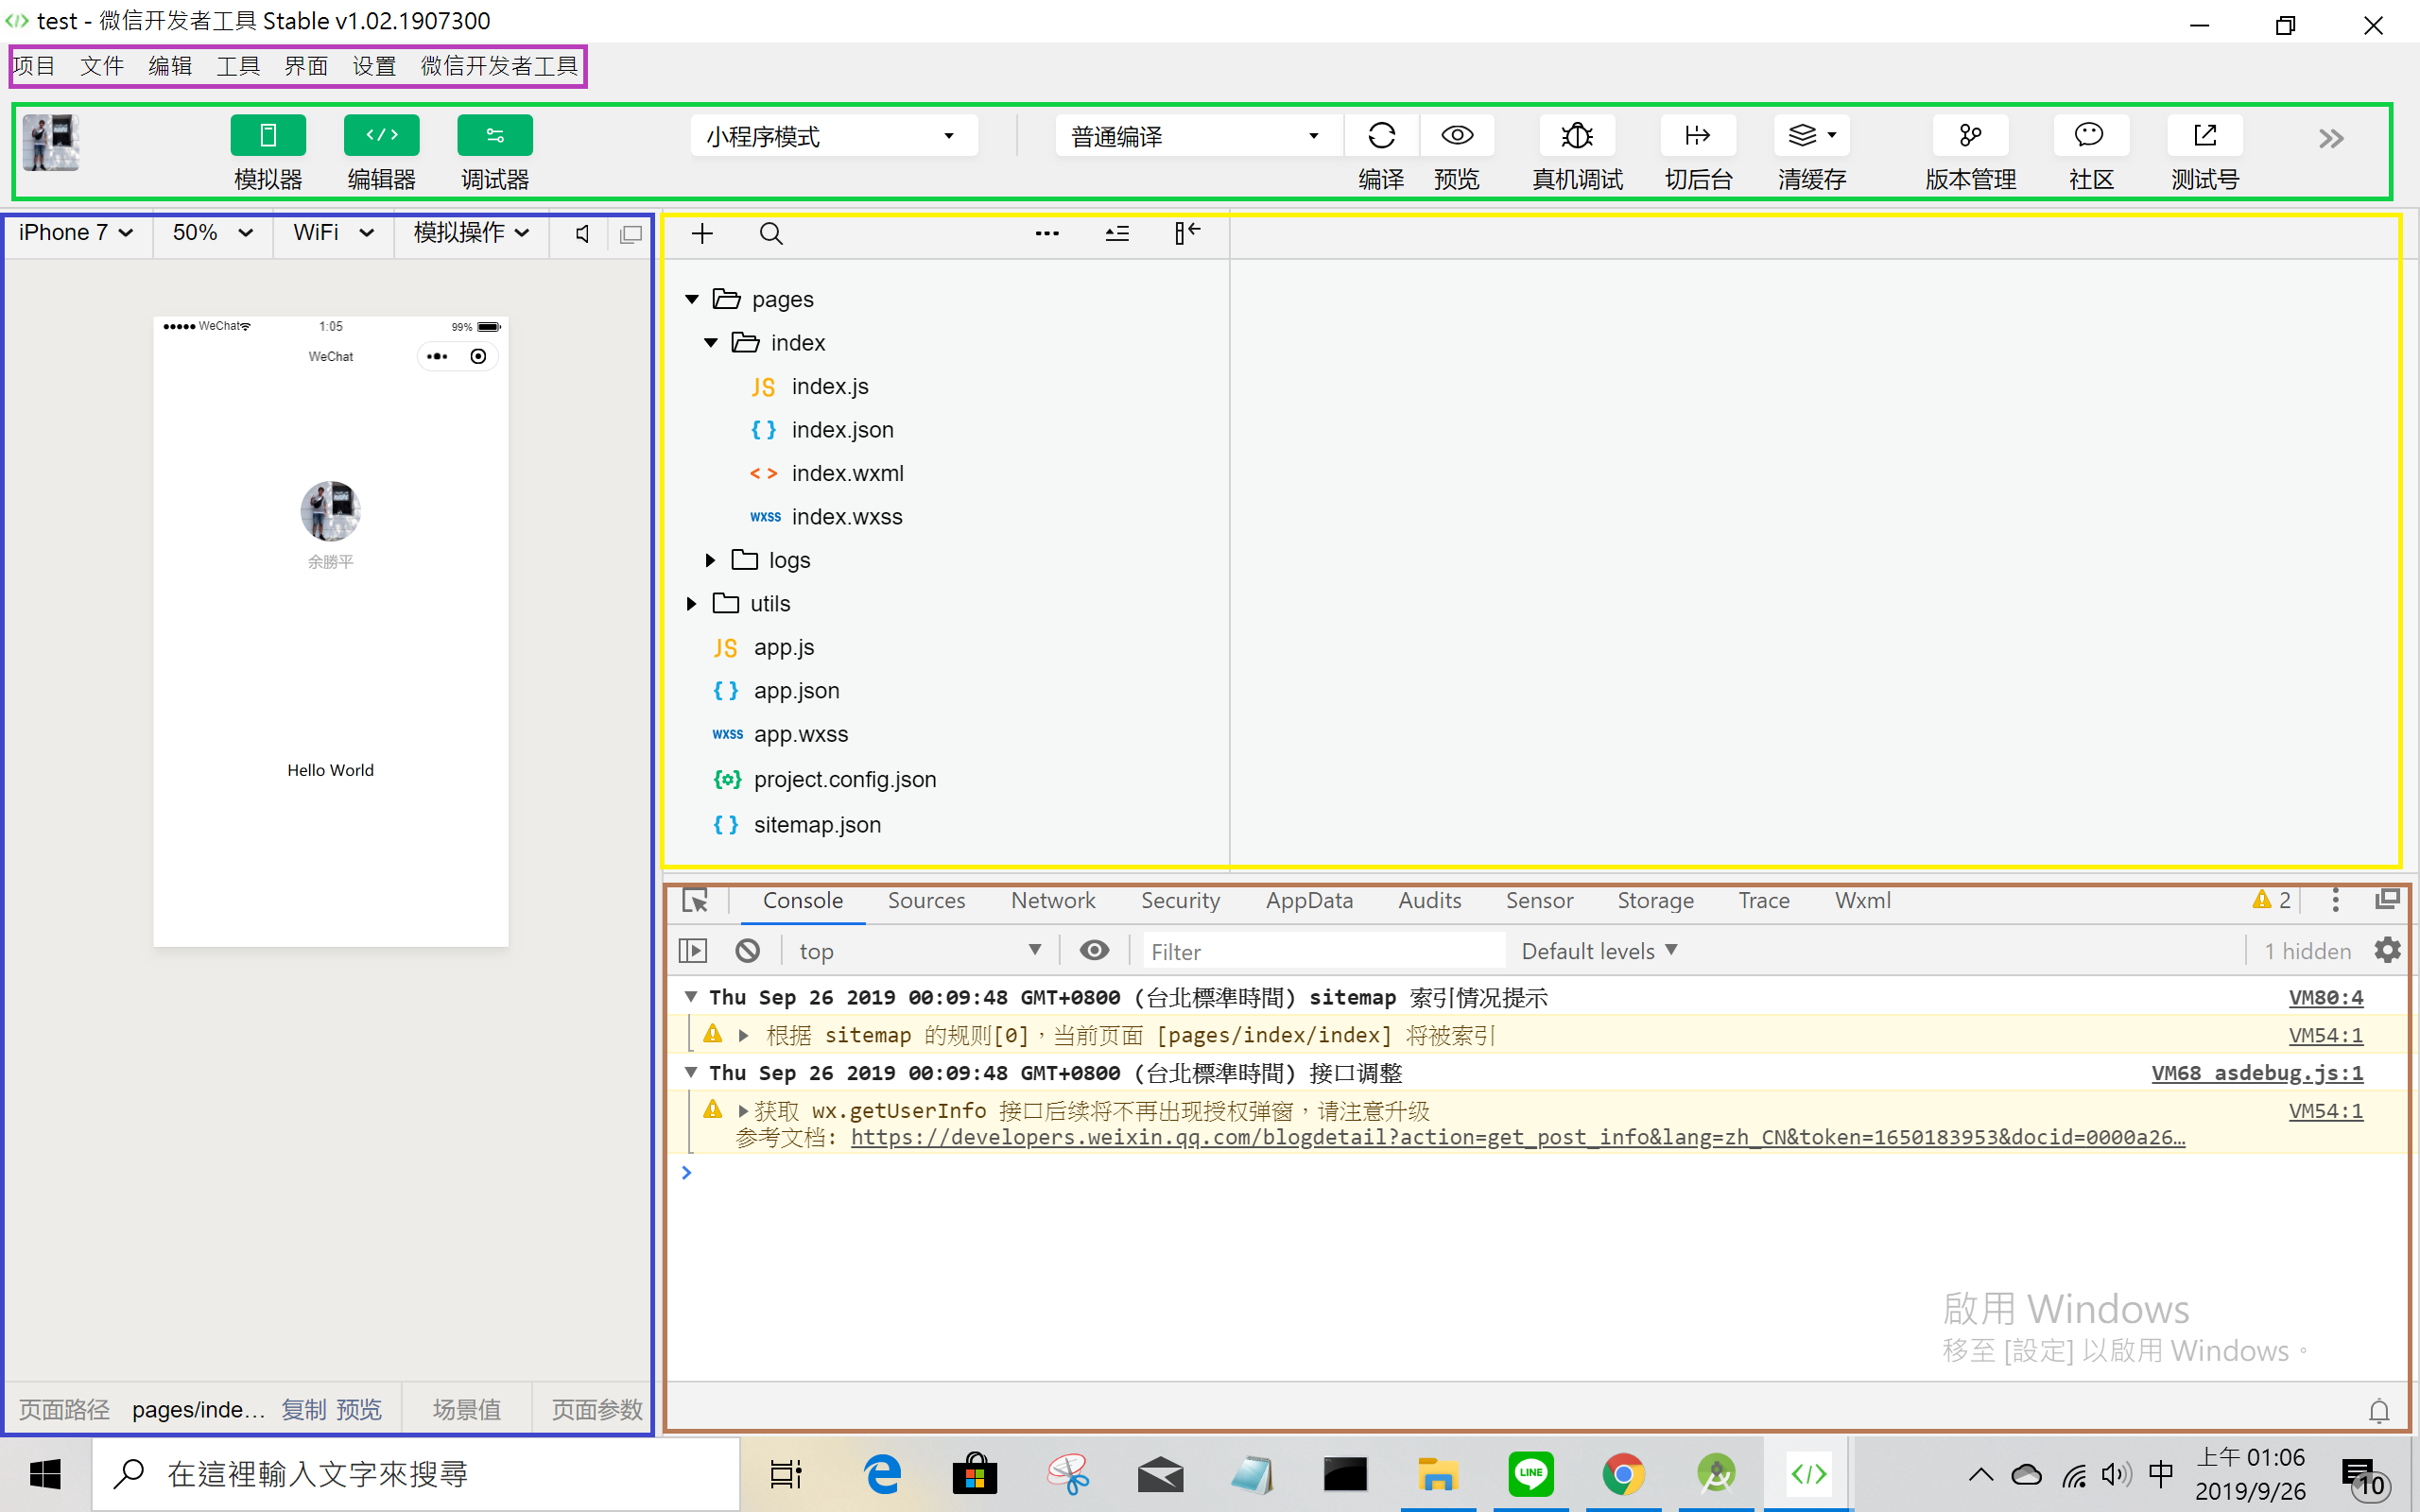 test - 微信开发者工具 Stable v1.02.1907300
项目 文件 编辑 工具 界面 设置 微信开发者工具
小程序模式 普通编译
模拟器 编辑器 调试器 编译 预览 真机调试 切后台 清缓存 版本管理 社区 测试号
iPhone 7 50% WiFi 模拟操作
WeChat 1:05 99%
WeChat
余勝平
Hello World
页面路径 pages/inde... 复制 预览 场景值 页面参数
pages
index
JS index.js
{ } index.json
< > index.wxml
wxss index.wxss
logs
utils
JS app.js
{ } app.json
wxss app.wxss
project.config.json
{ } sitemap.json
Console Sources Network Security AppData Audits Sensor Storage Trace Wxml 2
top Filter Default levels 1 hidden
Thu Sep 26 2019 00:09:48 GMT+0800 (台北標準時間) sitemap 索引情况提示 VM80:4
根据 sitemap 的规则[0]，当前页面 [pages/index/index] 将被索引 VM54:1
Thu Sep 26 2019 00:09:48 GMT+0800 (台北標準時間) 接口调整 VM68 asdebug.js:1
获取 wx.getUserInfo 接口后续将不再出现授权弹窗，请注意升级 VM54:1
参考文档: https://developers.weixin.qq.com/blogdetail?action=get_post_info&lang=zh_CN&token=1650183953&docid=0000a26…
>
啟用 Windows
移至 [設定] 以啟用 Windows。
在這裡輸入文字來搜尋
LINE
中
上午 01:06
2019/9/26
10